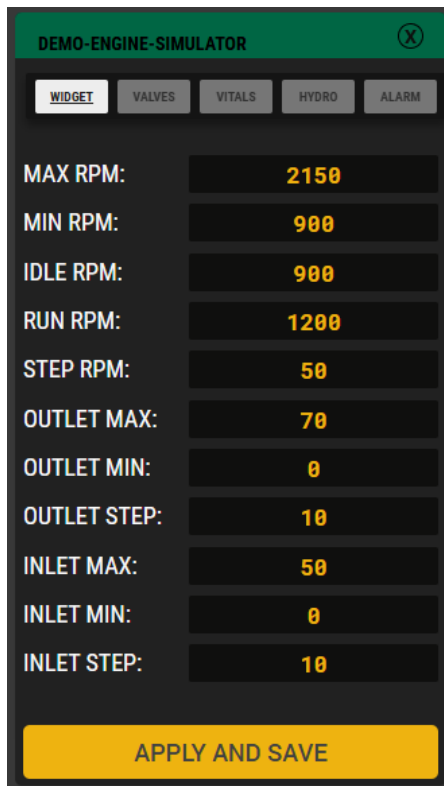 DEMO-ENGINE-SIMULATOR X
WIDGET VALVES VITALS HYDRO ALARM
MAX RPM: 2150
MIN RPM: 900
IDLE RPM: 900
RUN RPM: 1200
STEP RPM: 50
OUTLET MAX: 70
OUTLET MIN: 0
OUTLET STEP: 10
INLET MAX: 50
INLET MIN: 0
INLET STEP: 10
APPLY AND SAVE